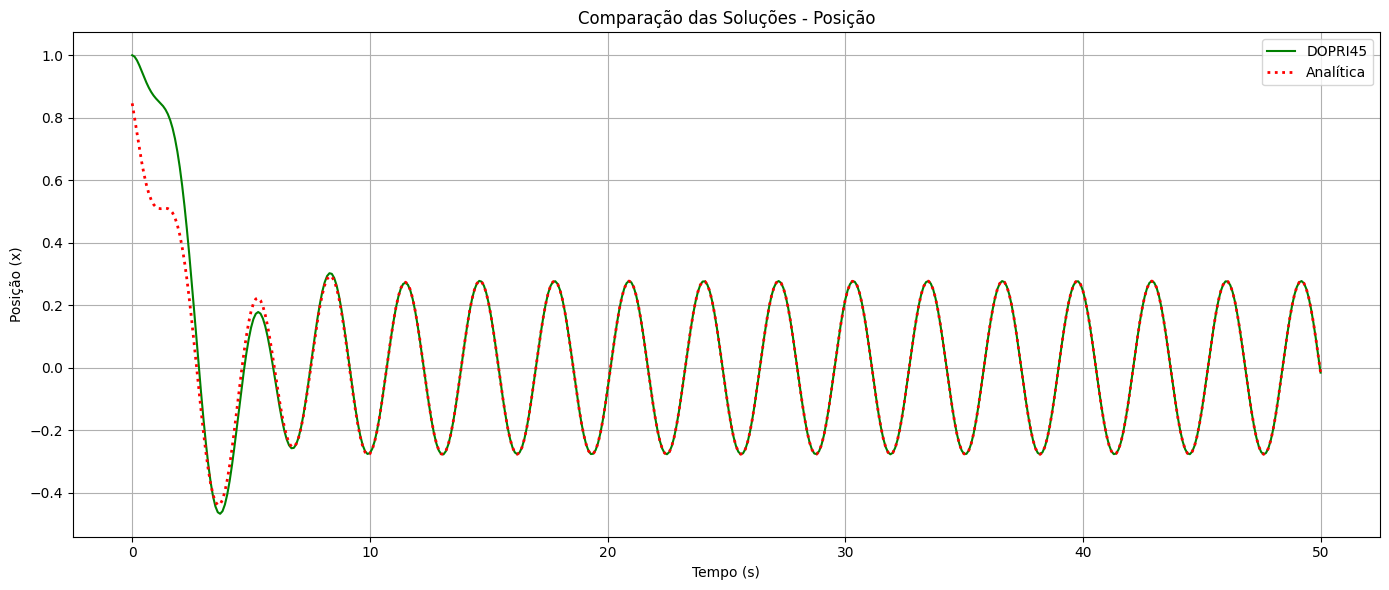 Comparação das Soluções - Posição
DOPRI45
Analítica
Posição (x)
1.0
0.8
0.6
0.4
0.2
0.0
−0.2
−0.4
0 10 20 30 40 50
Tempo (s)